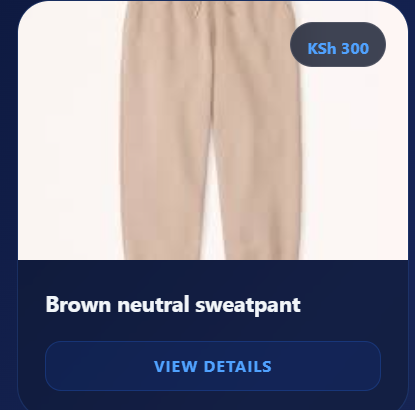 KSh 300
Brown neutral sweatpant
VIEW DETAILS